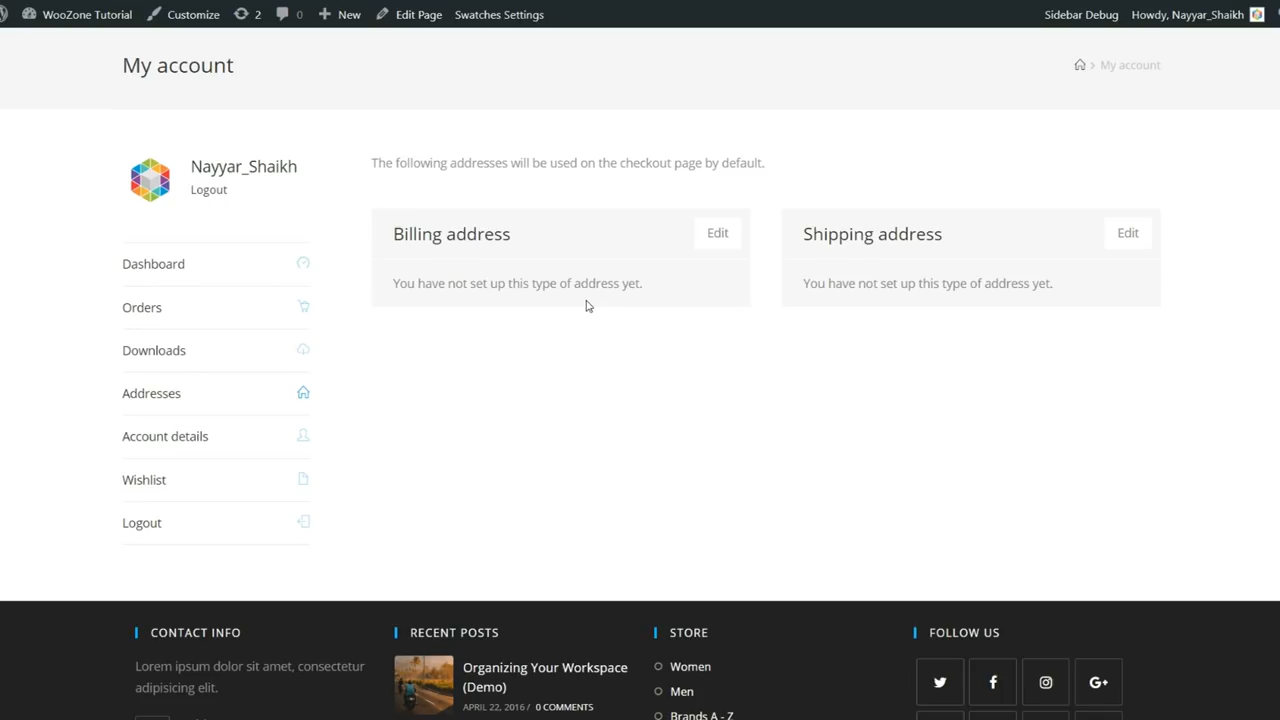 WooZone Tutorial Customize 2 0 New Edit Page Swatches Settings Sidebar Debug Howdy, Nayyar_Shaikh
My account
My account
Nayyar_Shaikh
Logout
Dashboard
Orders
Downloads
Addresses
Account details
Wishlist
Logout
The following addresses will be used on the checkout page by default.
Billing address Edit
You have not set up this type of address yet.
Shipping address Edit
You have not set up this type of address yet.
CONTACT INFO
Lorem ipsum dolor sit amet, consectetur
adipisicing elit.
RECENT POSTS
Organizing Your Workspace
(Demo)
APRIL 22, 2016 / 0 COMMENTS
STORE
Women
Men
Brands A - Z
FOLLOW US
G+